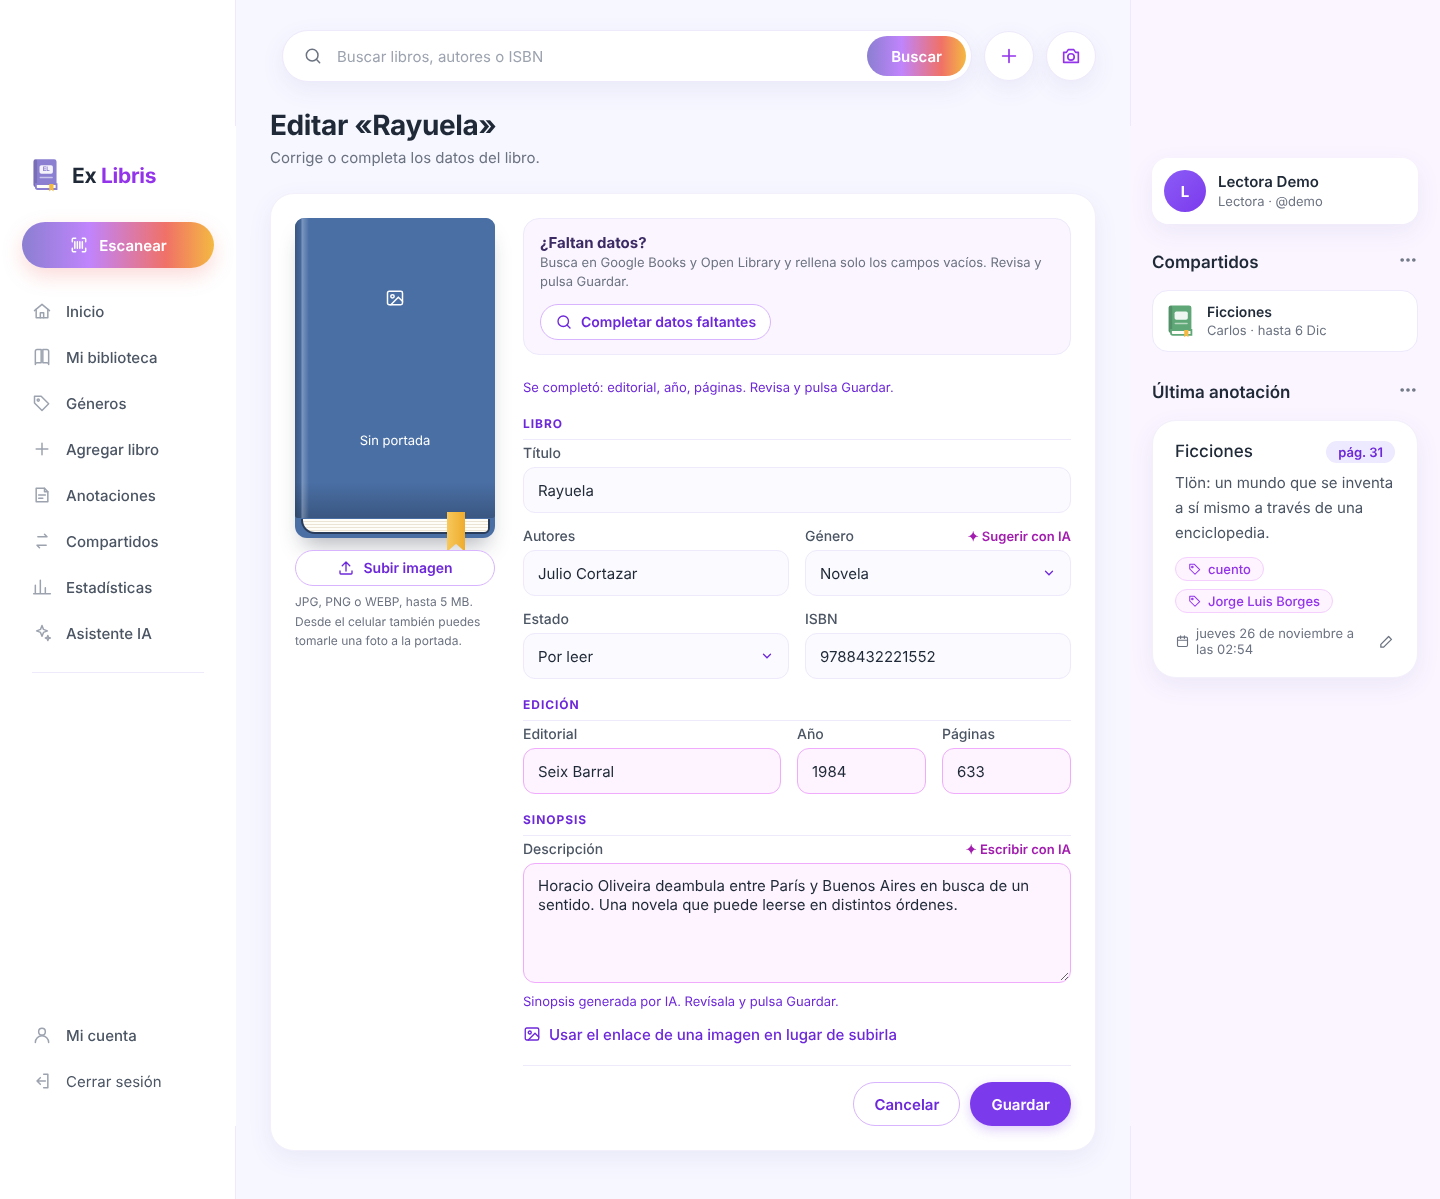 Ex Libris
Escanear
Inicio
Mi biblioteca
Géneros
Agregar libro
Anotaciones
Compartidos
Estadísticas
Asistente IA
Mi cuenta
Cerrar sesión
Buscar libros, autores o ISBN
Buscar
Editar «Rayuela»
Corrige o completa los datos del libro.
Sin portada
Subir imagen
JPG, PNG o WEBP, hasta 5 MB.
Desde el celular también puedes
tomarle una foto a la portada.
¿Faltan datos?
Busca en Google Books y Open Library y rellena solo los campos vacíos. Revisa y
pulsa Guardar.
Completar datos faltantes
Se completó: editorial, año, páginas. Revisa y pulsa Guardar.
LIBRO
Título
Rayuela
Autores
Género
✦ Sugerir con IA
Julio Cortazar
Novela
Estado
ISBN
Por leer
9788432221552
EDICIÓN
Editorial
Año
Páginas
Seix Barral
1984
633
SINOPSIS
Descripción
✦ Escribir con IA
Horacio Oliveira deambula entre París y Buenos Aires en busca de un
sentido. Una novela que puede leerse en distintos órdenes.
Sinopsis generada por IA. Revísala y pulsa Guardar.
Usar el enlace de una imagen en lugar de subirla
Cancelar
Guardar
L
Lectora Demo
Lectora · @demo
Compartidos
Ficciones
Carlos · hasta 6 Dic
Última anotación
Ficciones
pág. 31
Tlön: un mundo que se inventa
a sí mismo a través de una
enciclopedia.
cuento
Jorge Luis Borges
jueves 26 de noviembre a
las 02:54